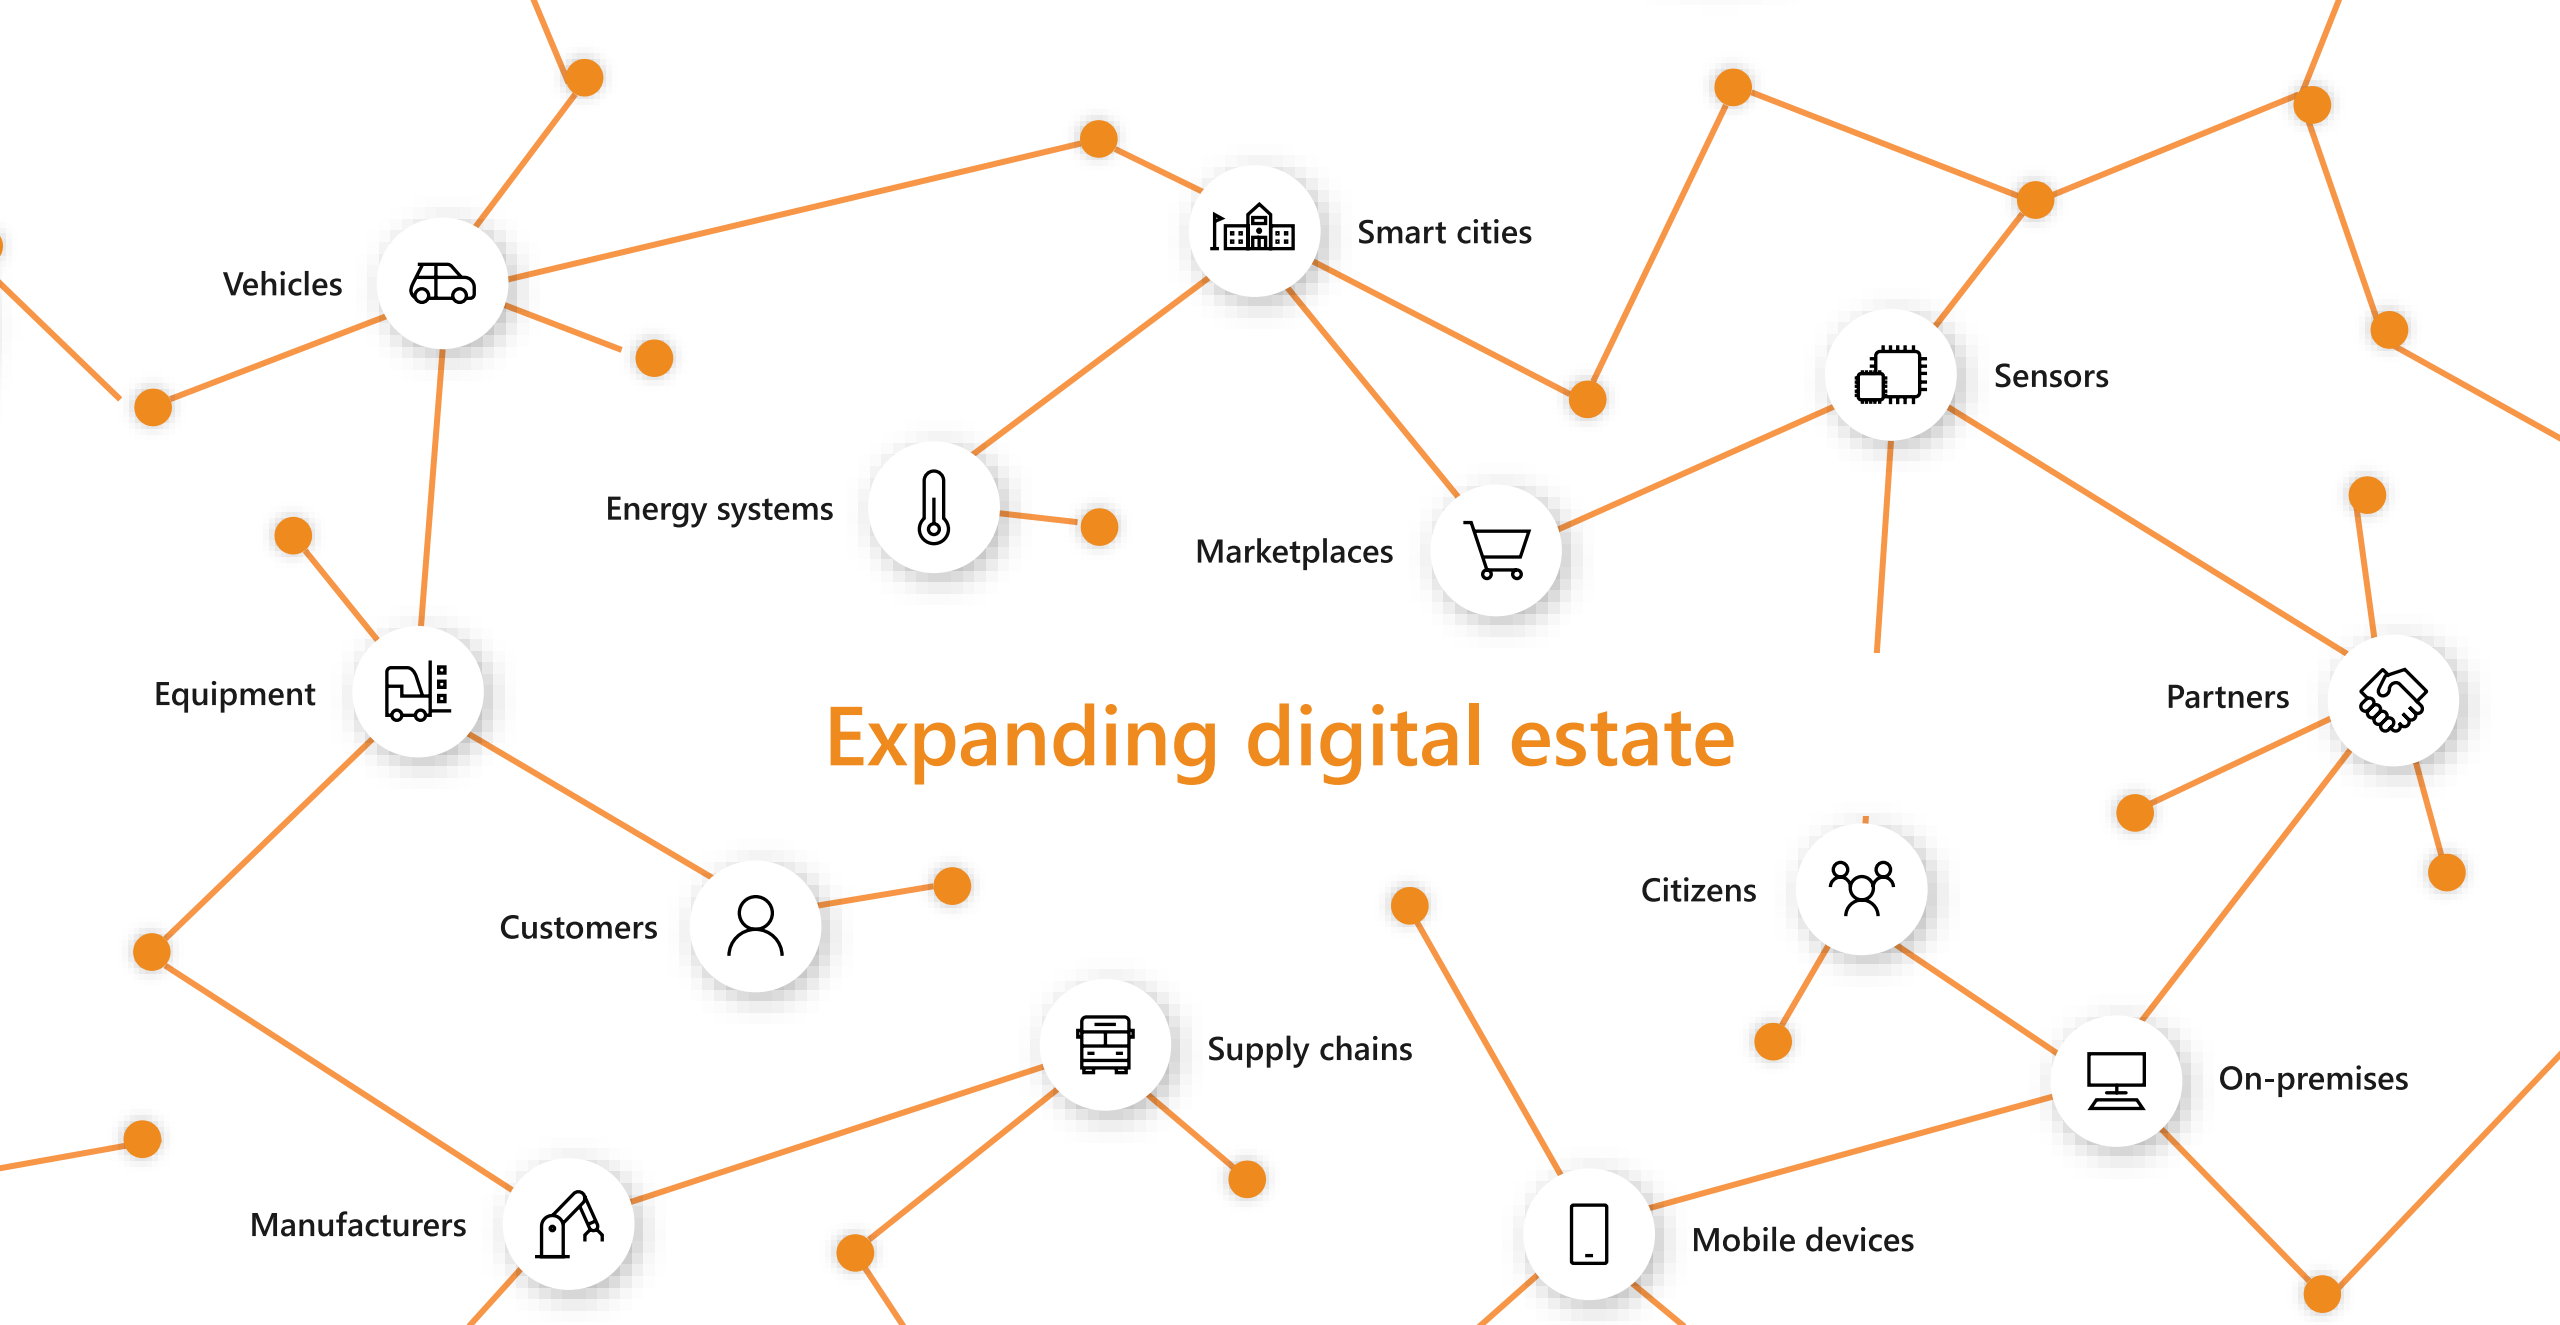 Smart cities
Vehicles
Sensors
Energy systems
Marketplaces
Equipment
Partners
Expanding digital estate
Citizens
Customers
Supply chains
On-premises
Manufacturers
Mobile devices